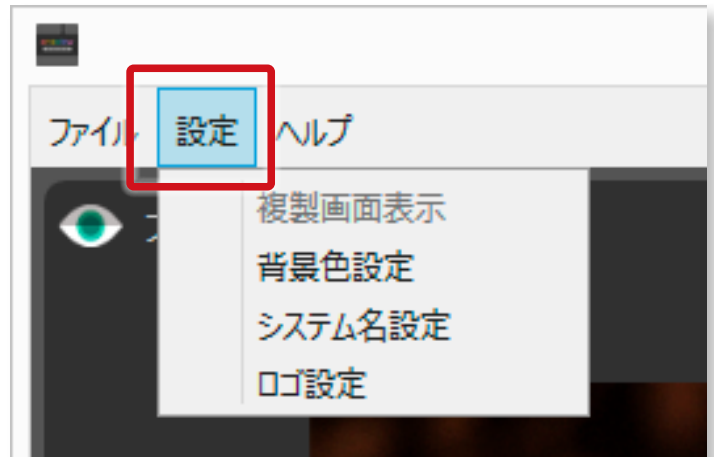 ファイル 設定 ヘルプ
複製画面表示
背景色設定
システム名設定
ロゴ設定